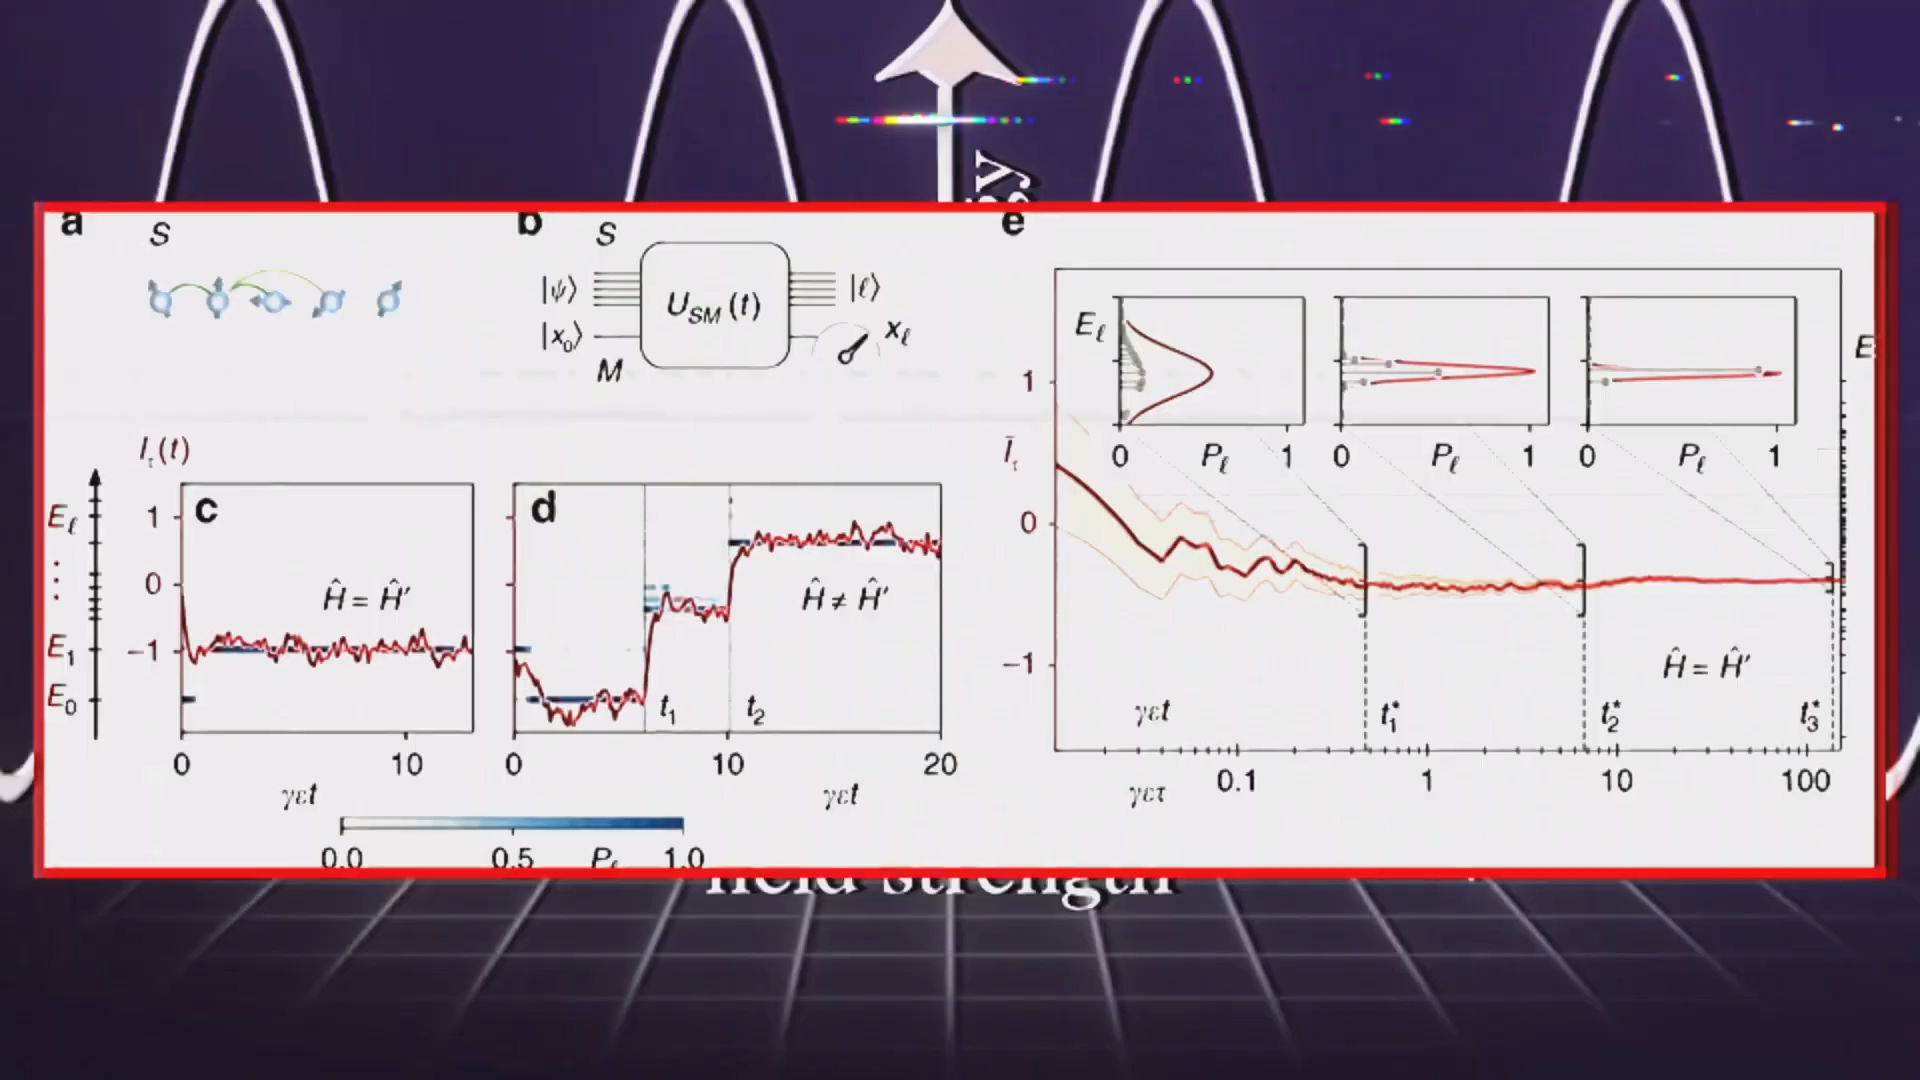 a
S
b
S
|ψ⟩
U_SM (t)
|ℓ⟩
|x₀⟩
x_ℓ
M
e
E_ℓ
0 P_ℓ 1
0 P_ℓ 1
0 P_ℓ 1
E
1
Ī_τ
0
−1
Ĥ = Ĥ′
γεt
t₁*
t₂*
t₃*
0.1 1 10 100
γετ
I_τ(t)
E_ℓ
⋮
E₁
E₀
c
1
0
−1
Ĥ = Ĥ′
0 10
γεt
d
Ĥ ≠ Ĥ′
t₁
t₂
0 10 20
γεt
0.0 0.5 P_ℓ 1.0
field strength